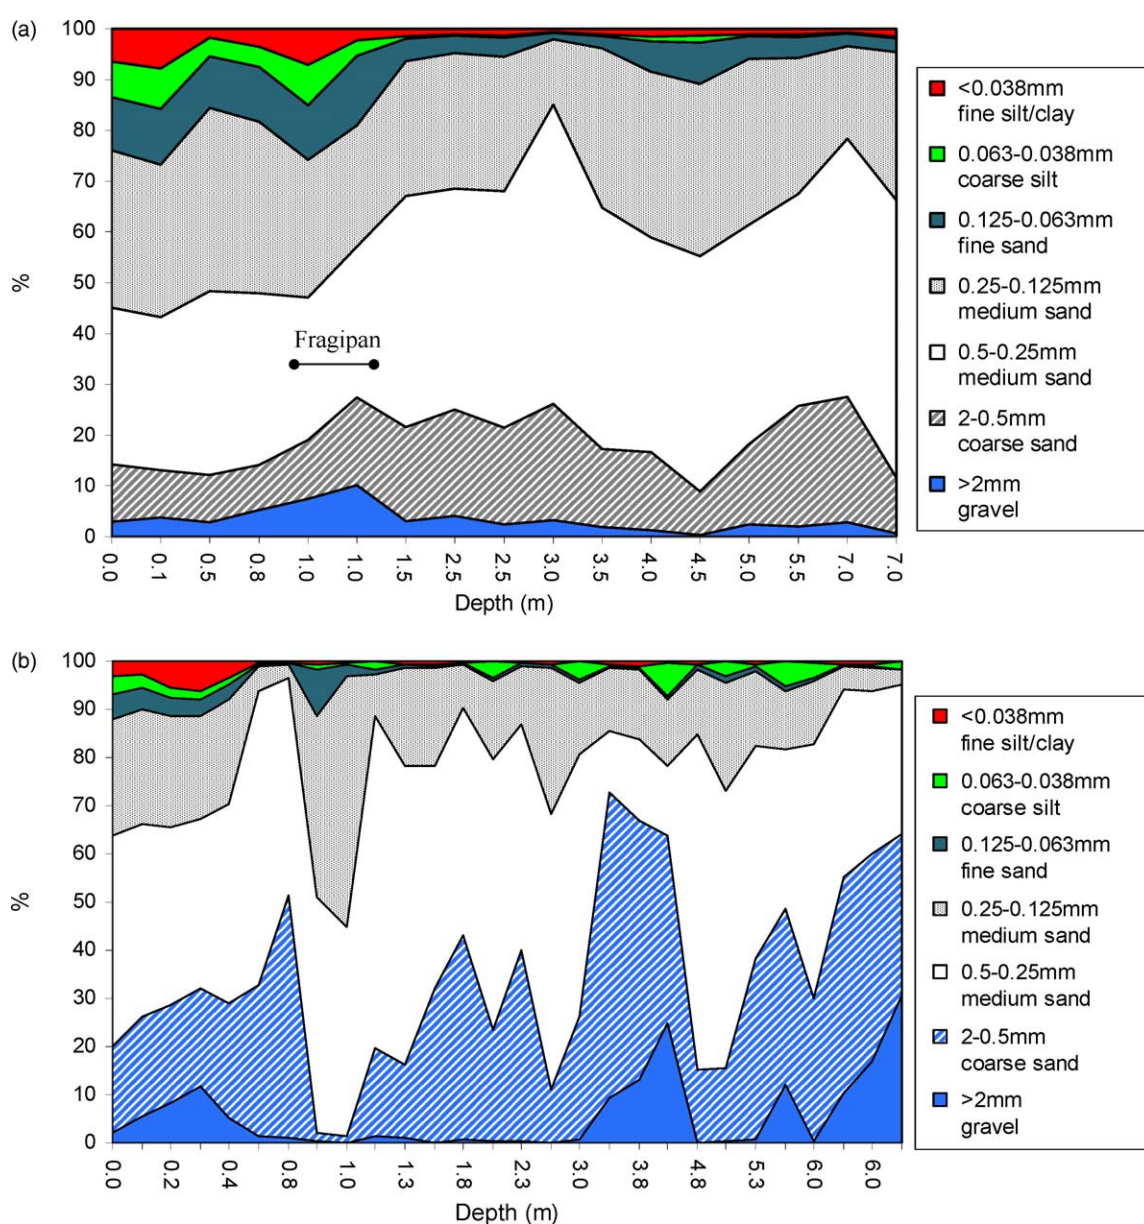 (a)
100
90
80
70
60
50
40
30
20
10
0
%
Fragipan
0.0 0.1 0.5 0.8 1.0 1.0 1.5 2.5 2.5 3.0 3.5 4.0 4.5 5.0 5.5 7.0 7.0
Depth (m)
<0.038mm
fine silt/clay
0.063-0.038mm
coarse silt
0.125-0.063mm
fine sand
0.25-0.125mm
medium sand
0.5-0.25mm
medium sand
2-0.5mm
coarse sand
>2mm
gravel
(b)
100
90
80
70
60
50
40
30
20
10
0
%
0.0 0.2 0.4 0.8 1.0 1.3 1.8 2.3 3.0 3.8 4.8 5.3 6.0 6.0
Depth (m)
<0.038mm
fine silt/clay
0.063-0.038mm
coarse silt
0.125-0.063mm
fine sand
0.25-0.125mm
medium sand
0.5-0.25mm
medium sand
2-0.5mm
coarse sand
>2mm
gravel